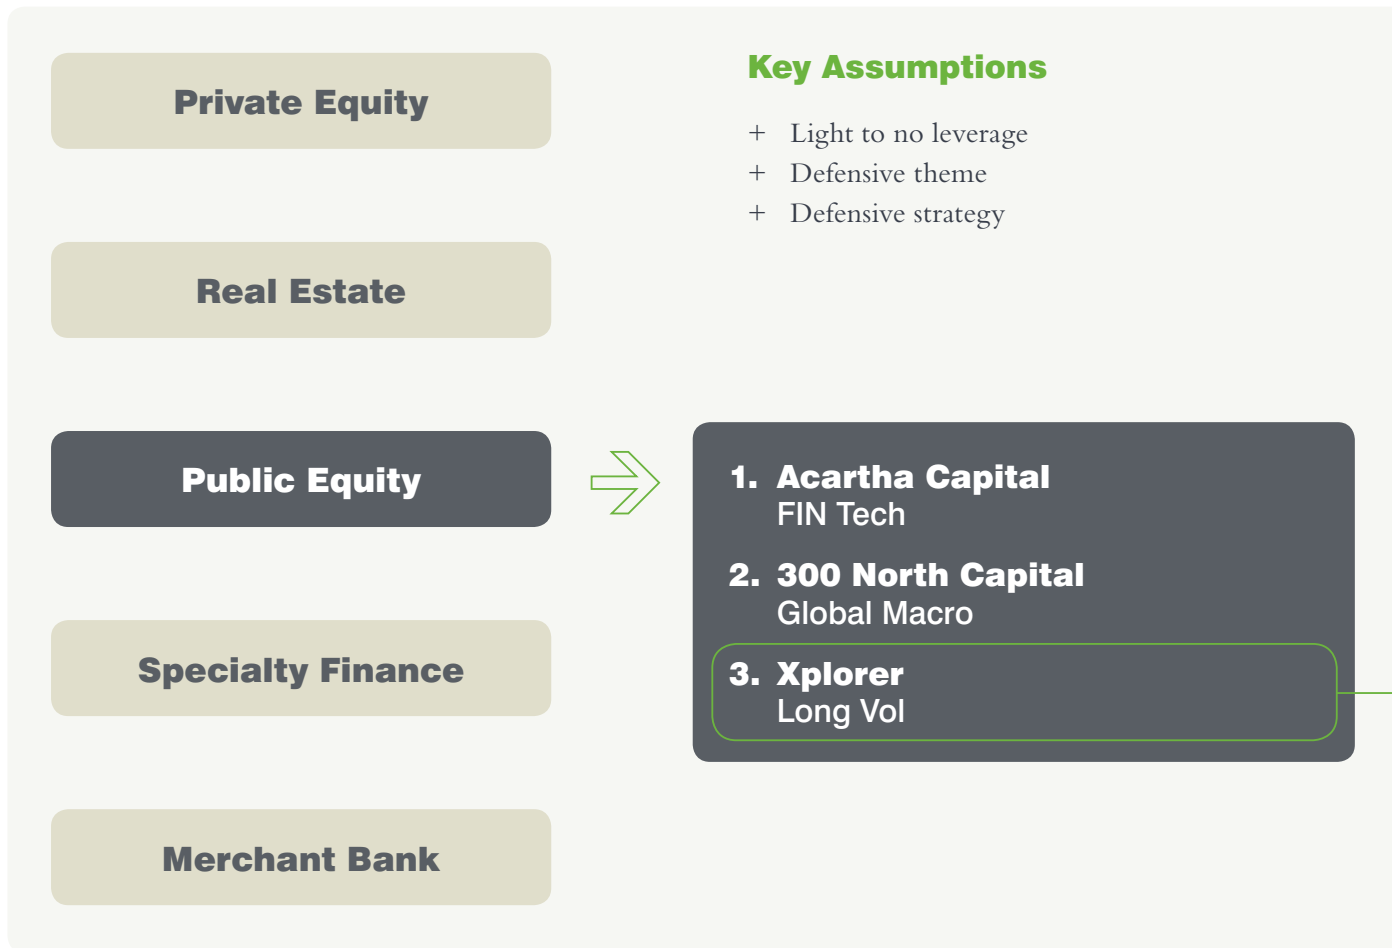 Private Equity
Real Estate
Public Equity
Specialty Finance
Merchant Bank
Key Assumptions
+ Light to no leverage
+ Defensive theme
+ Defensive strategy
1. Acartha Capital
FIN Tech
2. 300 North Capital
Global Macro
3. Xplorer
Long Vol